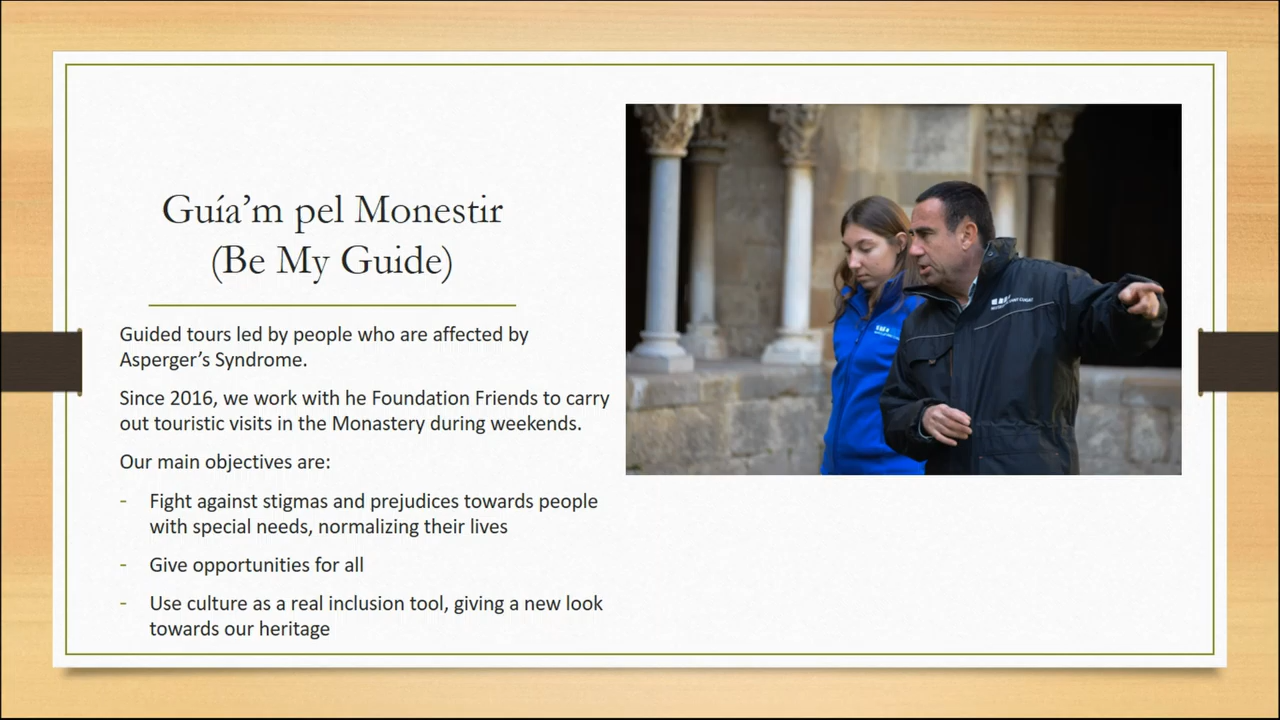 Guía’m pel Monestir
(Be My Guide)
Guided tours led by people who are affected by
Asperger’s Syndrome.
Since 2016, we work with he Foundation Friends to carry
out touristic visits in the Monastery during weekends.
Our main objectives are:
- Fight against stigmas and prejudices towards people
with special needs, normalizing their lives
- Give opportunities for all
- Use culture as a real inclusion tool, giving a new look
towards our heritage